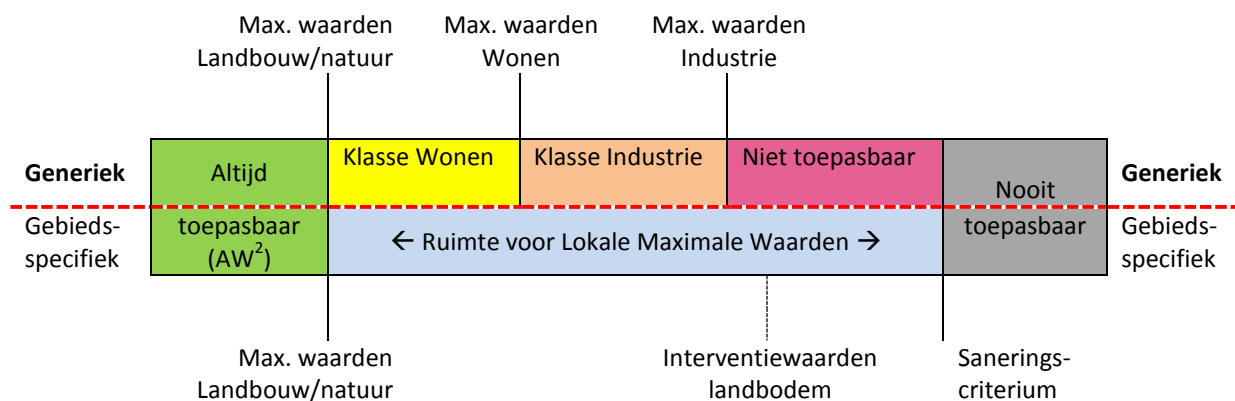 Max. waarden
Landbouw/natuur
Max. waarden
Wonen
Max. waarden
Industrie
Generiek
Altijd
Klasse Wonen
Klasse Industrie
Niet toepasbaar
Nooit
Generiek
Gebieds-
specifiek
toepasbaar
(AW²)
← Ruimte voor Lokale Maximale Waarden →
toepasbaar
Gebieds-
specifiek
Max. waarden
Landbouw/natuur
Interventiewaarden
landbodem
Sanerings-
criterium